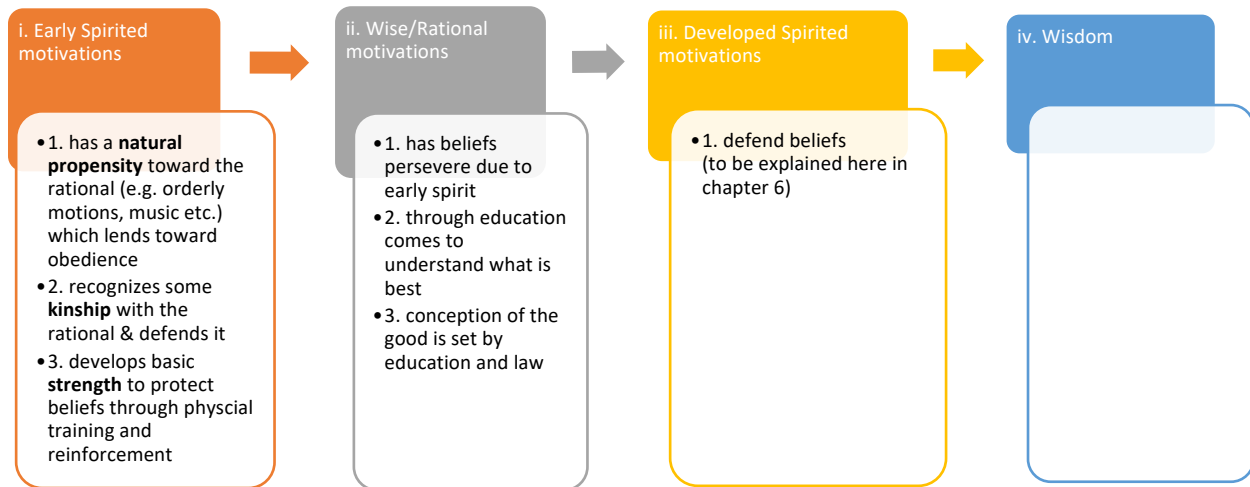 i. Early Spirited
motivations
•1. has a natural
propensity toward the
rational (e.g. orderly
motions, music etc.)
which lends toward
obedience
•2. recognizes some
kinship with the
rational & defends it
•3. develops basic
strength to protect
beliefs through physcial
training and
reinforcement
ii. Wise/Rational
motivations
•1. has beliefs
persevere due to
early spirit
•2. through education
comes to
understand what is
best
•3. conception of the
good is set by
education and law
iii. Developed Spirited
motivations
•1. defend beliefs
(to be explained here in
chapter 6)
iv. Wisdom